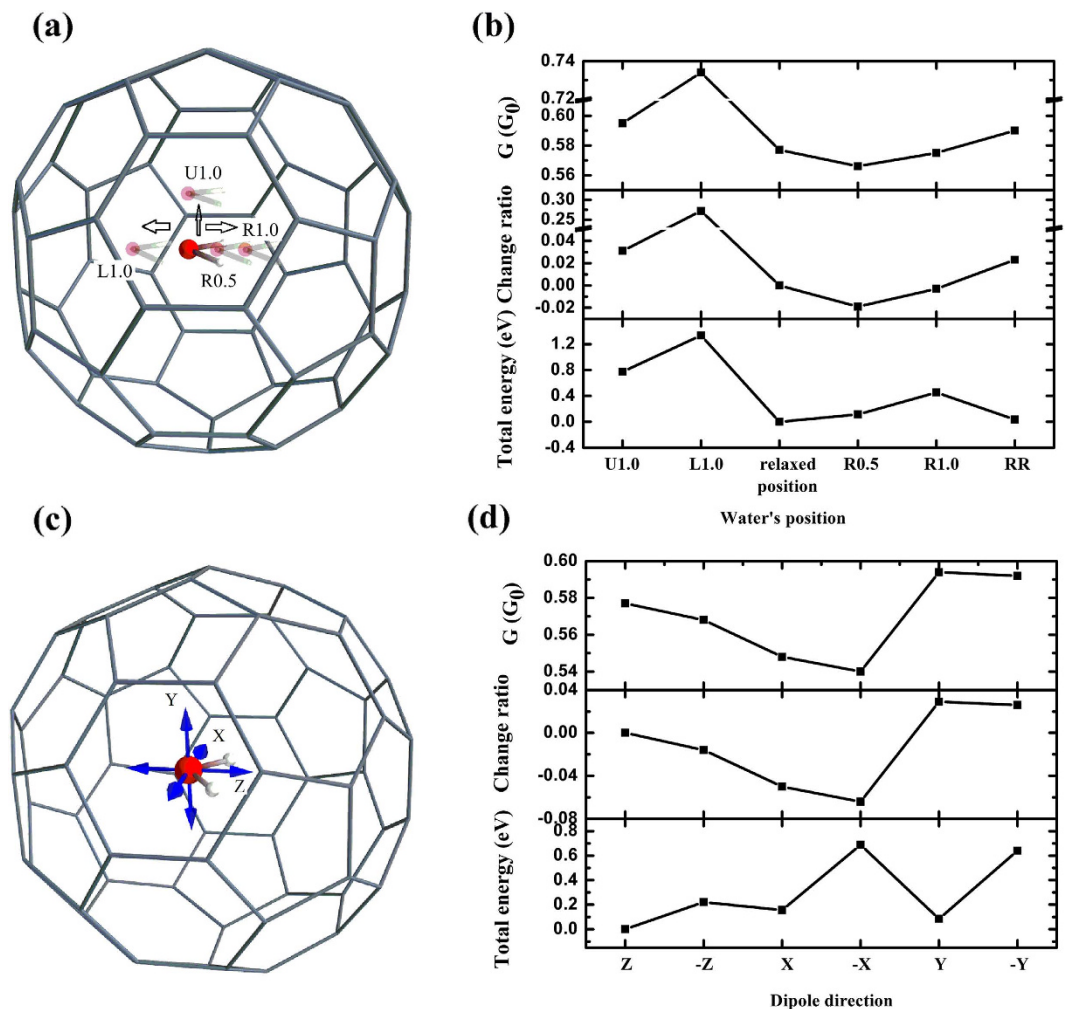 (a)
U1.0
R1.0
L1.0
R0.5
(b)
G (G0)
0.74
0.72
0.60
0.58
0.56
Change ratio
0.30
0.25
0.04
0.00
-0.02
Total energy (eV)
1.2
0.8
0.4
0.0
-0.4
U1.0 L1.0 relaxed R0.5 R1.0 RR
position
Water's position
(c)
Y
X
Z
(d)
G (G0)
0.60
0.58
0.56
0.54
Change ratio
0.04
0.00
-0.04
-0.08
Total energy (eV)
0.8
0.6
0.4
0.2
0.0
Z -Z X -X Y -Y
Dipole direction